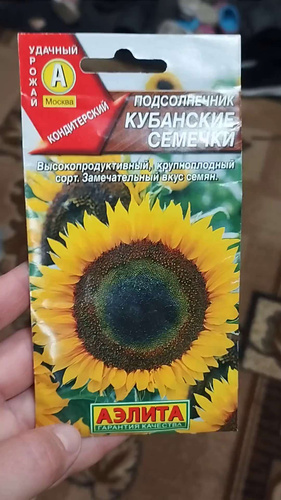 УДАЧНЫЙ
УРОЖАЙ
А
Москва
КОНДИТЕРСКИЙ
ПОДСОЛНЕЧНИК
КУБАНСКИЕ
СЕМЕЧКИ
Высокопродуктивный, крупноплодный
сорт. Замечательный вкус семян.
АЭЛИТА
ГАРАНТИЯ КАЧЕСТВА